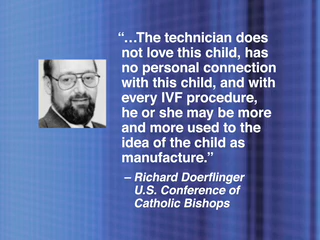 “…The technician does
not love this child, has
no personal connection
with this child, and with
every IVF procedure,
he or she may be more
and more used to the
idea of the child as
manufacture.”
– Richard Doerflinger
U.S. Conference of
Catholic Bishops